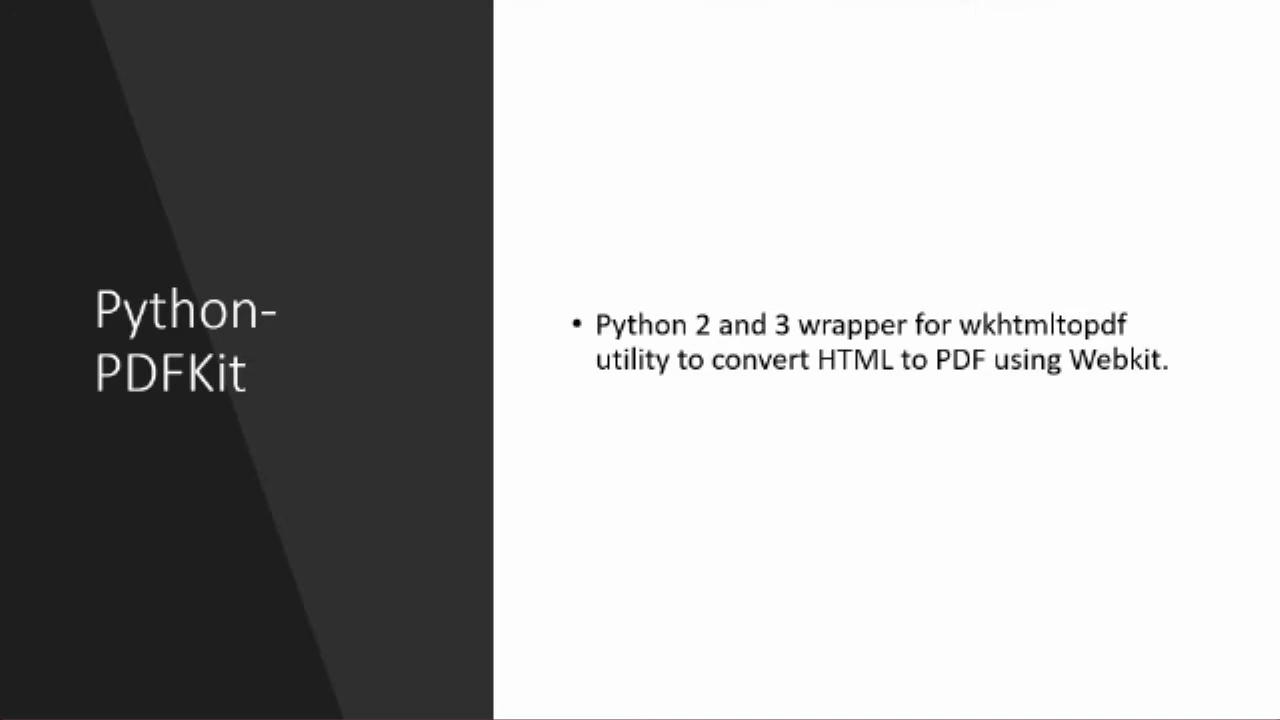 Python-
PDFKit
• Python 2 and 3 wrapper for wkhtmltopdf
utility to convert HTML to PDF using Webkit.